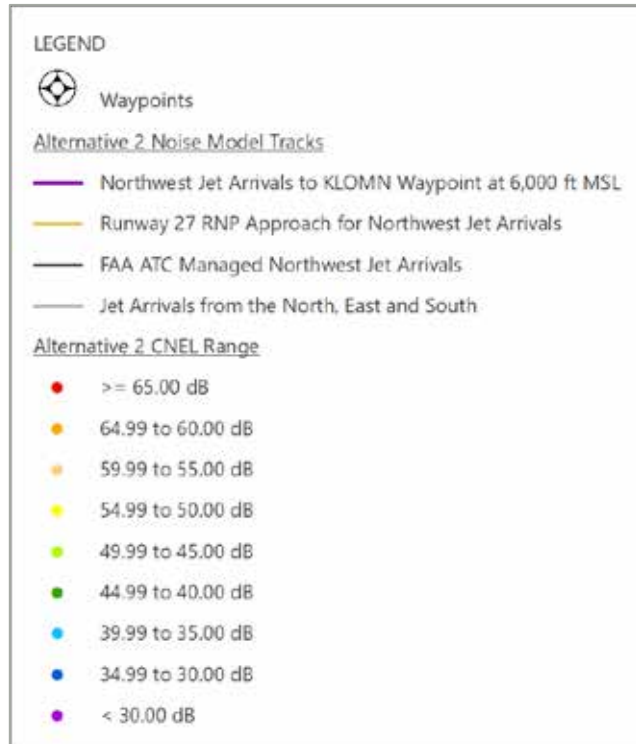 LEGEND
Waypoints
Alternative 2 Noise Model Tracks
Northwest Jet Arrivals to KLOMN Waypoint at 6,000 ft MSL
Runway 27 RNP Approach for Northwest Jet Arrivals
FAA ATC Managed Northwest Jet Arrivals
Jet Arrivals from the North, East and South
Alternative 2 CNEL Range
>= 65.00 dB
64.99 to 60.00 dB
59.99 to 55.00 dB
54.99 to 50.00 dB
49.99 to 45.00 dB
44.99 to 40.00 dB
39.99 to 35.00 dB
34.99 to 30.00 dB
< 30.00 dB